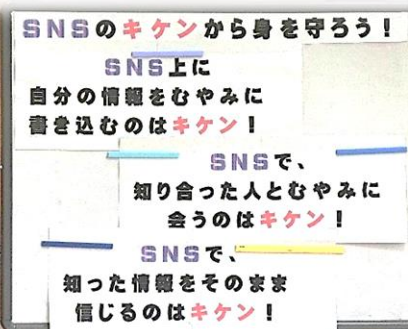 SNSのキケンから身を守ろう!
SNS上に
自分の情報をむやみに
書き込むのはキケン!
SNSで、
知り合った人とむやみに
会うのはキケン!
SNSで、
知った情報をそのまま
信じるのはキケン!